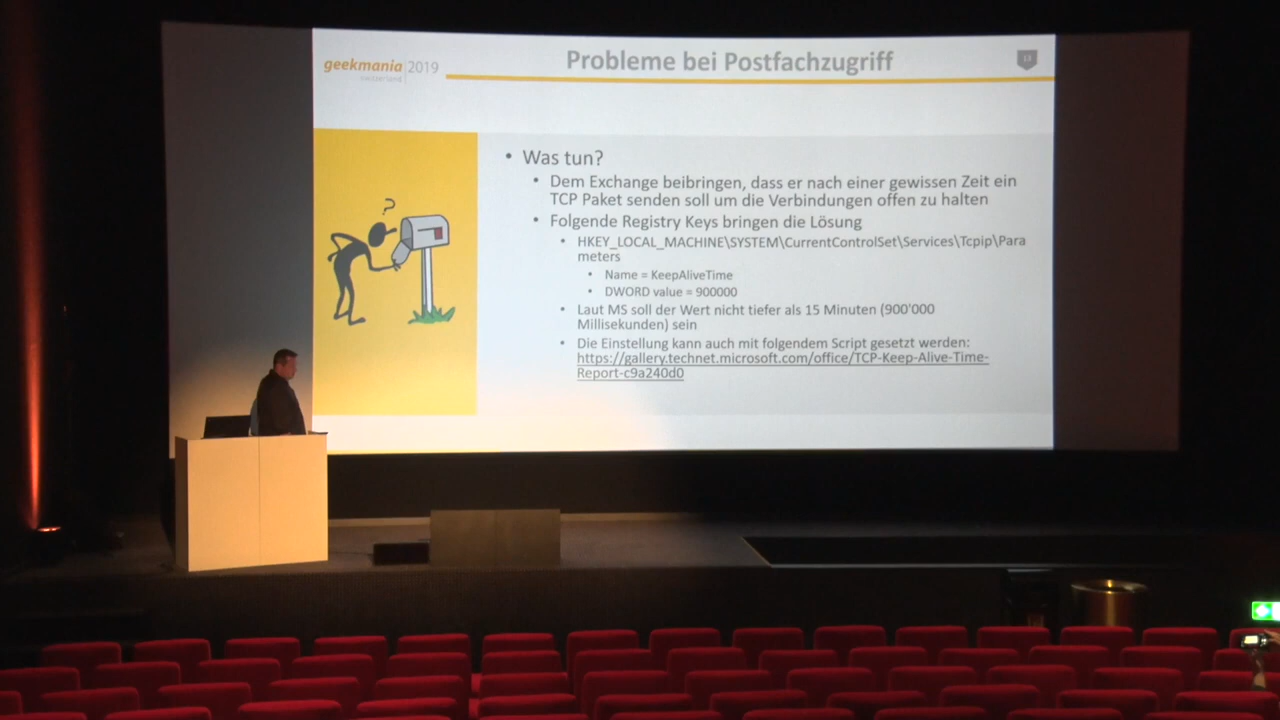 geekmania 2019
switzerland
Probleme bei Postfachzugriff
13
?
• Was tun?
• Dem Exchange beibringen, dass er nach einer gewissen Zeit ein
TCP Paket senden soll um die Verbindungen offen zu halten
• Folgende Registry Keys bringen die Lösung
• HKEY_LOCAL_MACHINE\SYSTEM\CurrentControlSet\Services\Tcpip\Para
meters
• Name = KeepAliveTime
• DWORD value = 900000
• Laut MS soll der Wert nicht tiefer als 15 Minuten (900'000
Millisekunden) sein
• Die Einstellung kann auch mit folgendem Script gesetzt werden:
https://gallery.technet.microsoft.com/office/TCP-Keep-Alive-Time-
Report-c9a240d0